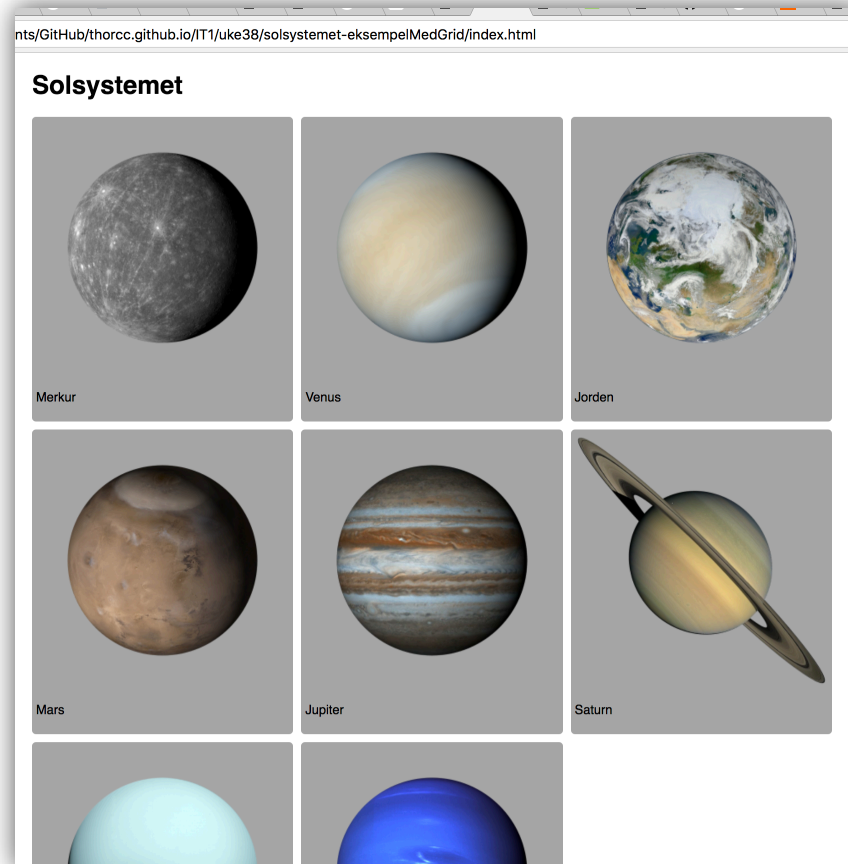 nts/GitHub/thorcc.github.io/IT1/uke38/solsystemet-eksempelMedGrid/index.html
Solsystemet
Merkur
Venus
Jorden
Mars
Jupiter
Saturn